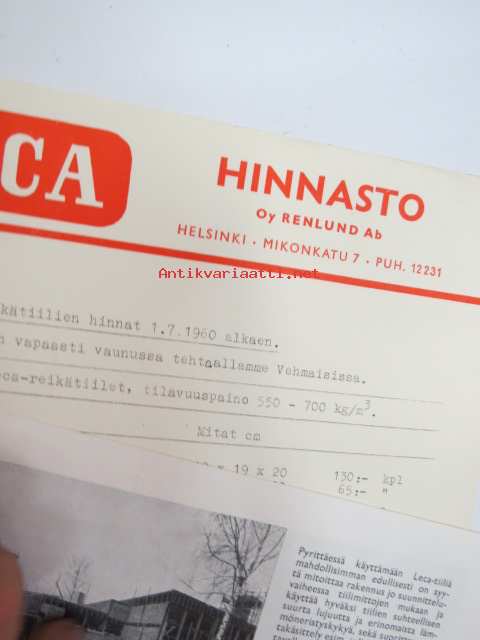 CA
HINNASTO
Oy RENLUND Ab
HELSINKI · MIKONKATU 7 · PUH. 12231
Antikvariaatti.net
kätiilien hinnat 1.7.1960 alkaen.
n vapaasti vaunussa tehtaallamme Vehmaisissa.
eca-reikätiilet, tilavuuspaino 550 - 700 kg/m³.
Mitat cm
x 19 x 20 130:- kpl
65:- "
Pyrittäessä käyttämään Leca-tiiliä
mahdollisimman edullisesti on syy-
tä mitoittaa rakennus jo suunnittelu-
vaiheessa tiilimittojen mukaan ja
käyttää hyväksi tiilien suhteellisen
suurta lujuutta ja erinomaista
möneristyskykyä, sekä
takäsittely